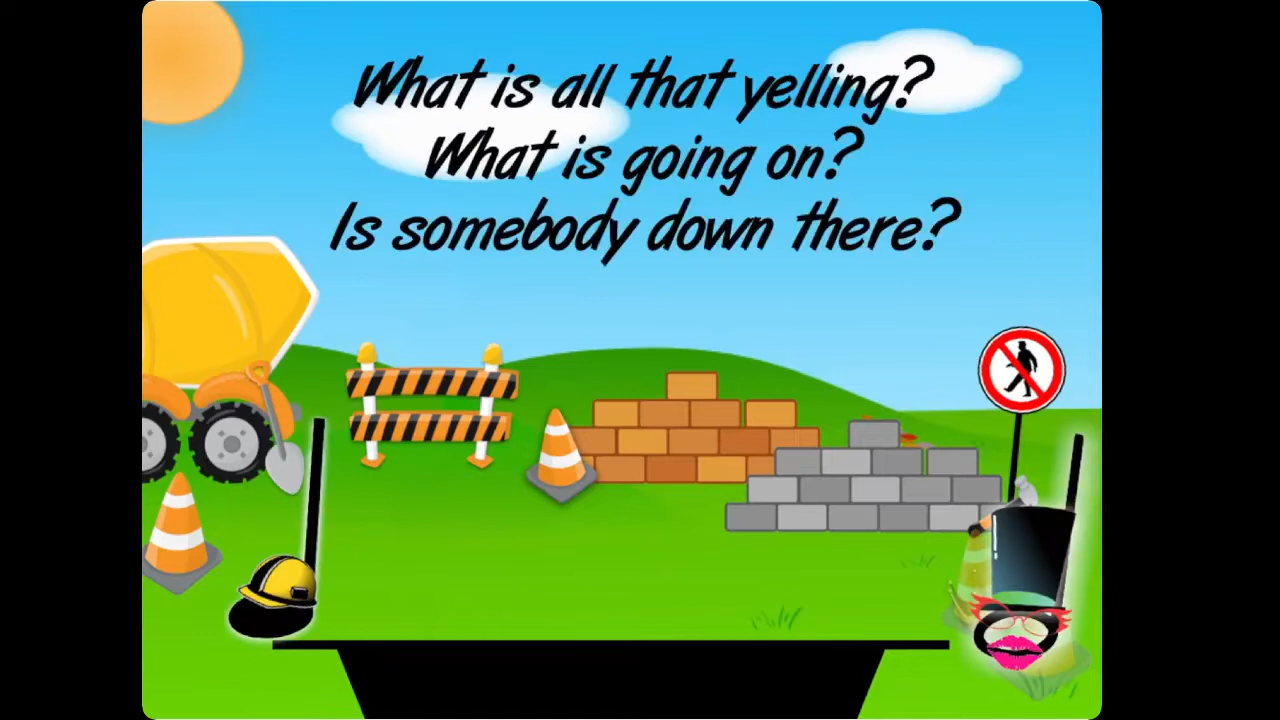 What is all that yelling?
What is going on?
Is somebody down there?